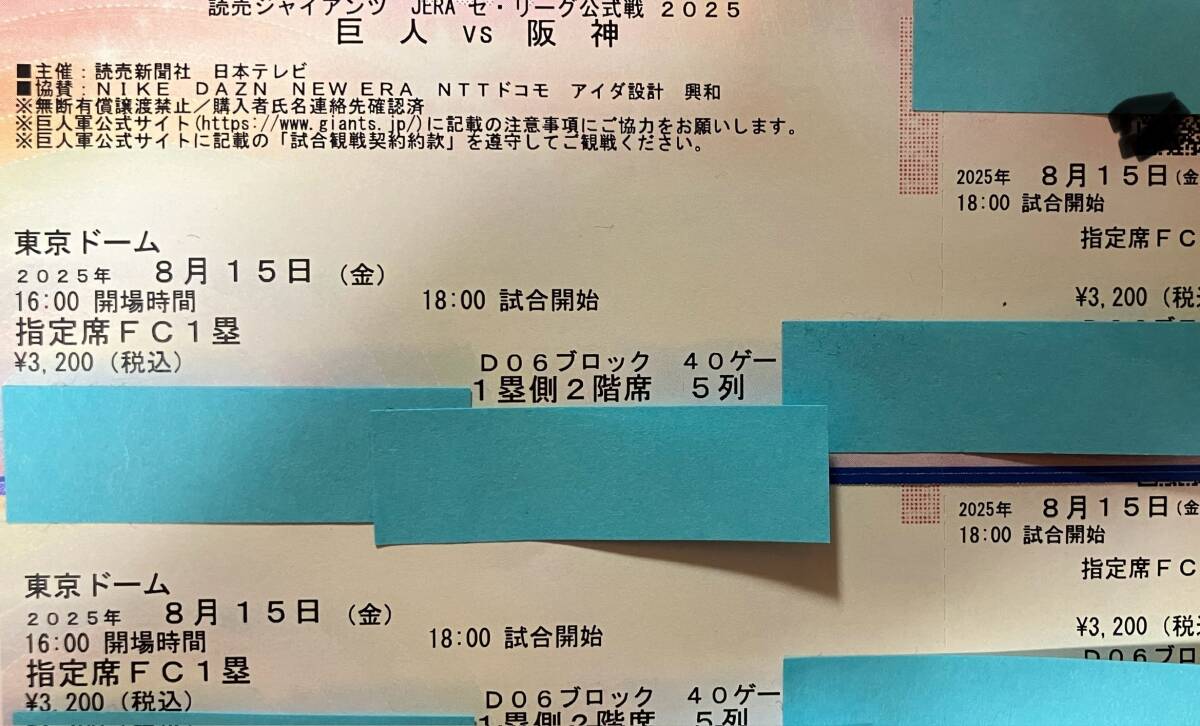 読売ジャイアンツ JERA セ・リーグ公式戦 2025
巨人 vs 阪神
■主催：読売新聞社 日本テレビ
■協賛：NIKE DAZN NEW ERA NTTドコモ アイダ設計 興和
※無断有償譲渡禁止／購入者氏名連絡先確認済
※巨人軍公式サイト(https://www.giants.jp/)に記載の注意事項にご協力をお願いします。
※巨人軍公式サイトに記載の「試合観戦契約約款」を遵守してご観戦ください。
東京ドーム
2025年 8月15日（金）
16:00 開場時間 18:00 試合開始
指定席FC1塁
¥3,200（税込）
D06ブロック 40ゲー
1塁側2階席 5列
2025年 8月15日（金
18:00 試合開始
指定席FC
¥3,200（税込
東京ドーム
2025年 8月15日（金）
16:00 開場時間 18:00 試合開始
指定席FC1塁
¥3,200（税込）
D06ブロック 40ゲー
1塁側2階席 5列
2025年 8月15日（金
18:00 試合開始
指定席FC
¥3,200（税込
D06ブロ